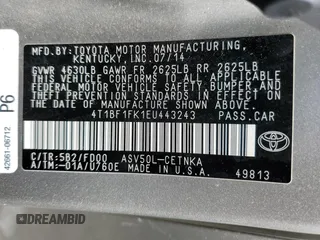 MFD.BY: TOYOTA MOTOR MANUFACTURING,
KENTUCKY, INC. 07/14
GVWR 4630LB GAWR FR 2625LB RR 2625LB
THIS VEHICLE CONFORMS TO ALL APPLICABLE
FEDERAL MOTOR VEHICLE SAFETY, BUMPER, AND
THEFT PREVENTION STANDARDS IN EFFECT ON
THE DATE OF MANUFACTURE SHOWN ABOVE.
4T1BF1FK1EU443243
PASS.CAR
C/TR:5B2/FD00 ASV50L-CETNKA
A/TM:-01A/U760E MADE IN U.S.A.
49813
TOYOTA
P6
42661-06712
DREAMBID